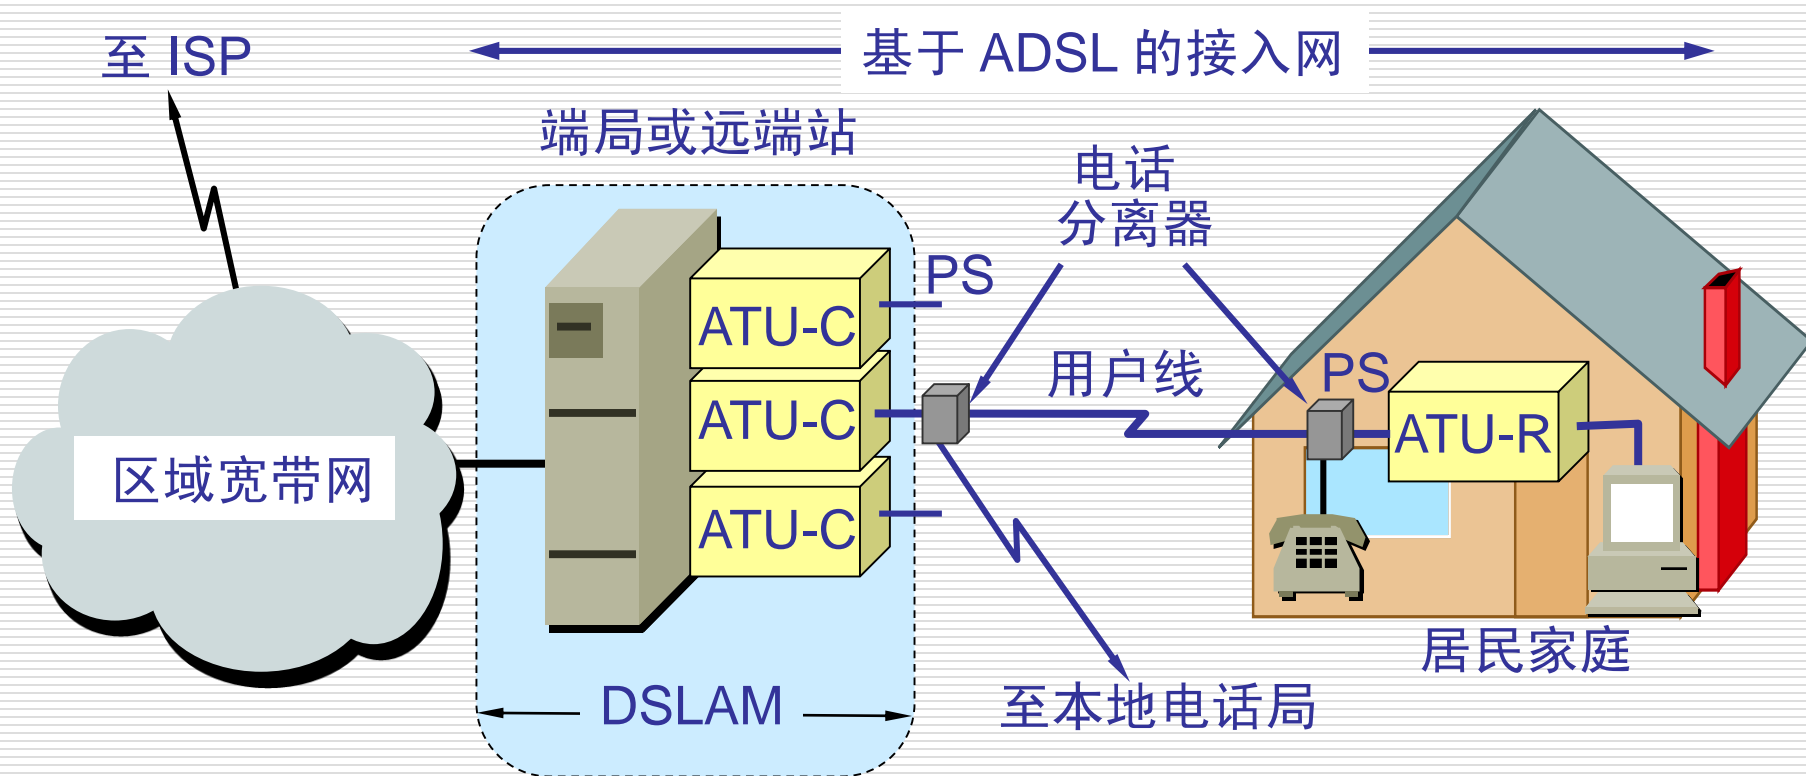 至 ISP
基于 ADSL 的接入网
端局或远端站
电话
分离器
PS
ATU-C
用户线
PS
ATU-C
ATU-R
区域宽带网
ATU-C
居民家庭
DSLAM
至本地电话局